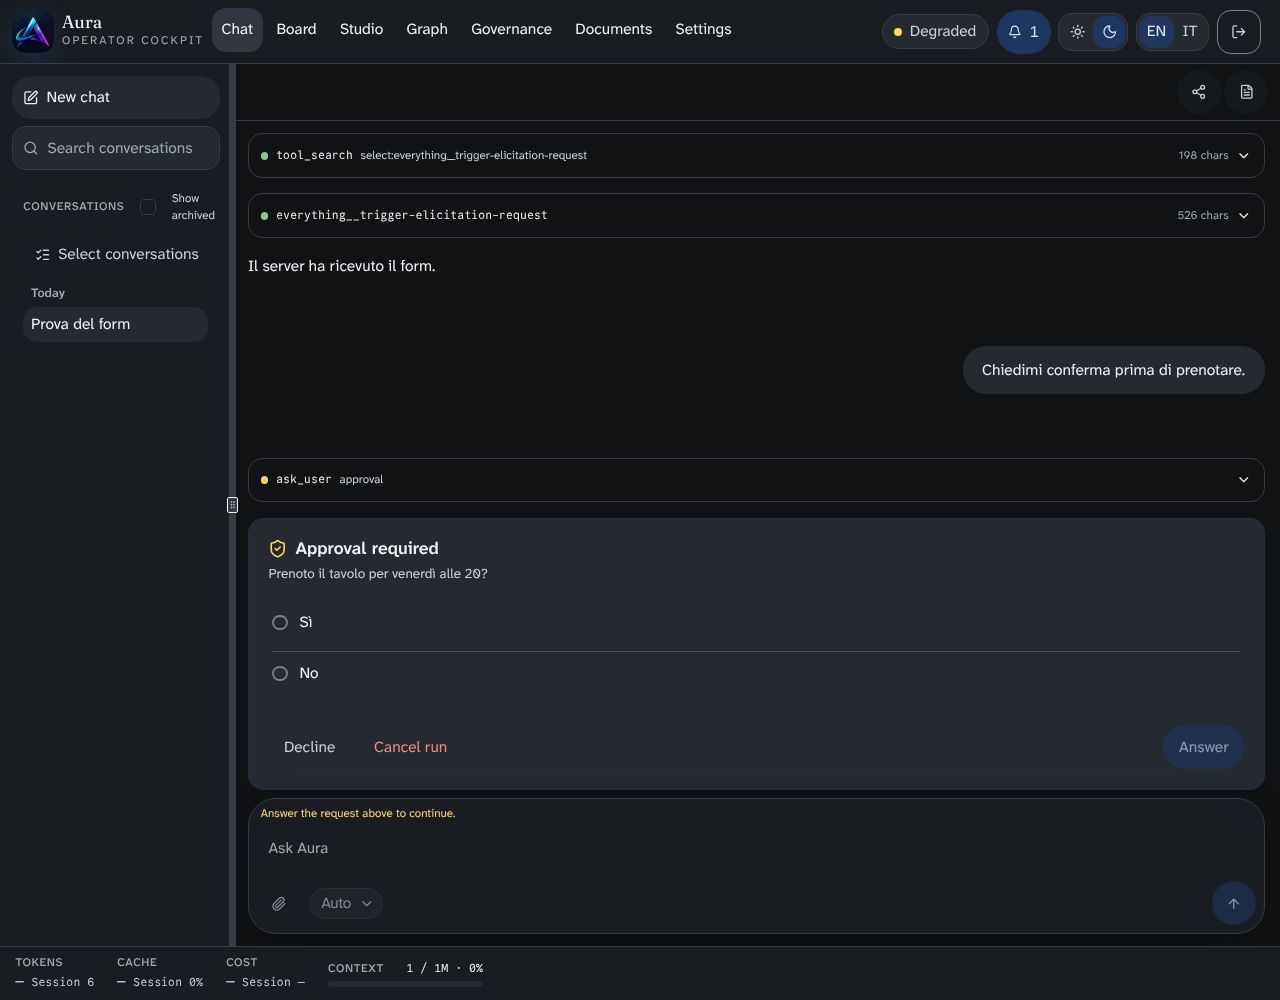 Aura
OPERATOR COCKPIT
Chat
Board
Studio
Graph
Governance
Documents
Settings
Degraded
1
EN
IT
New chat
Search conversations
CONVERSATIONS
Show archived
Select conversations
Today
Prova del form
tool_search select:everything__trigger-elicitation-request
198 chars
everything__trigger-elicitation-request
526 chars
Il server ha ricevuto il form.
Chiedimi conferma prima di prenotare.
ask_user approval
Approval required
Prenoto il tavolo per venerdì alle 20?
Sì
No
Decline
Cancel run
Answer
Answer the request above to continue.
Ask Aura
Auto
TOKENS
— Session 6
CACHE
— Session 0%
COST
— Session —
CONTEXT
1 / 1M · 0%